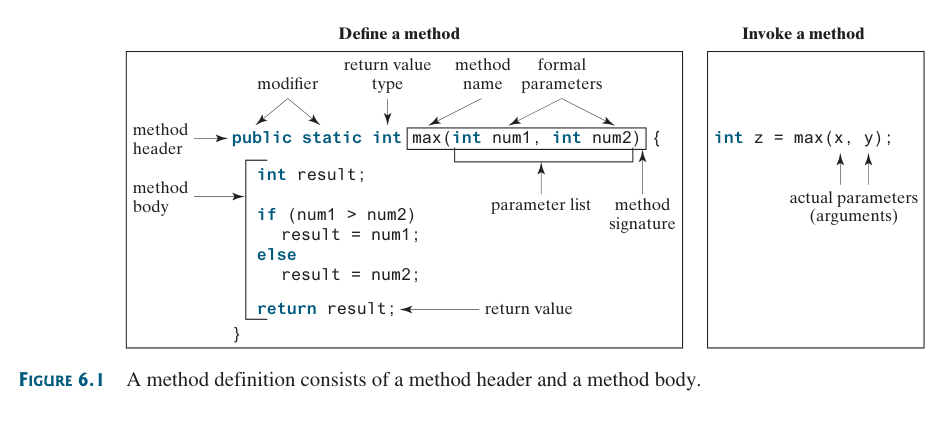 Define a method
Invoke a method
modifier
return value
type
method
name
formal
parameters
method
header
public static int max(int num1, int num2) {
int result;
method
body
parameter list
method
signature
if (num1 > num2)
result = num1;
else
result = num2;
return result;
return value
}
int z = max(x, y);
actual parameters
(arguments)
FIGURE 6.1 A method definition consists of a method header and a method body.